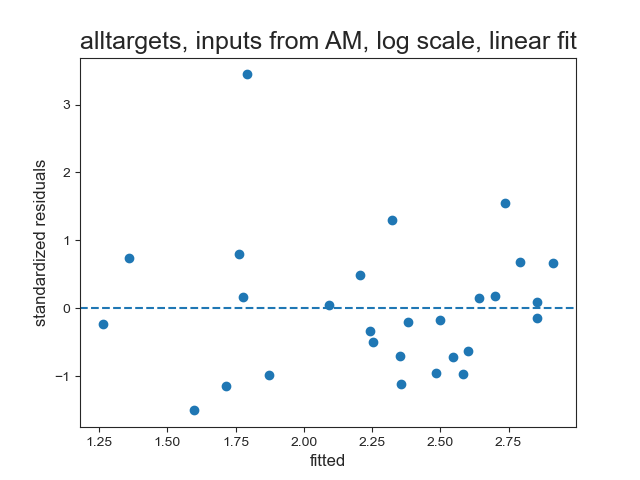 alltargets, inputs from AM, log scale, linear fit
standardized residuals
3
2
1
0
−1
1.25 1.50 1.75 2.00 2.25 2.50 2.75
fitted